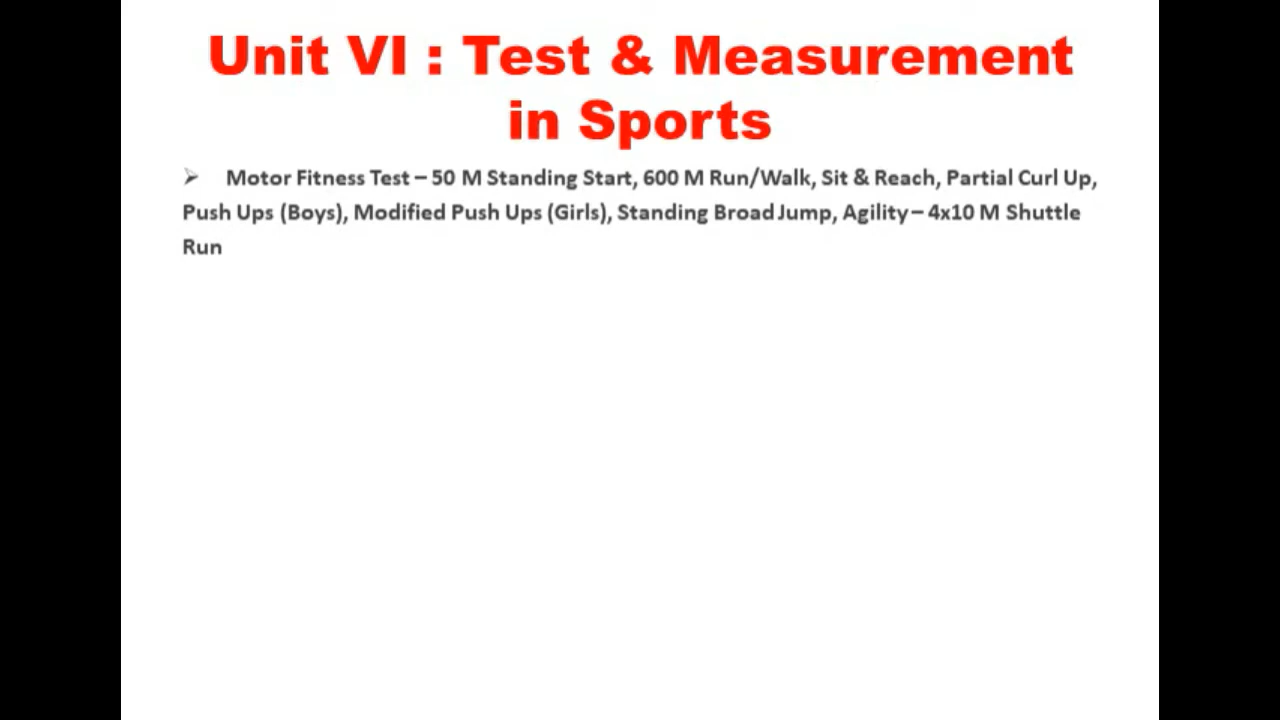 Unit VI : Test & Measurement
in Sports
➢ Motor Fitness Test – 50 M Standing Start, 600 M Run/Walk, Sit & Reach, Partial Curl Up,
Push Ups (Boys), Modified Push Ups (Girls), Standing Broad Jump, Agility – 4x10 M Shuttle
Run